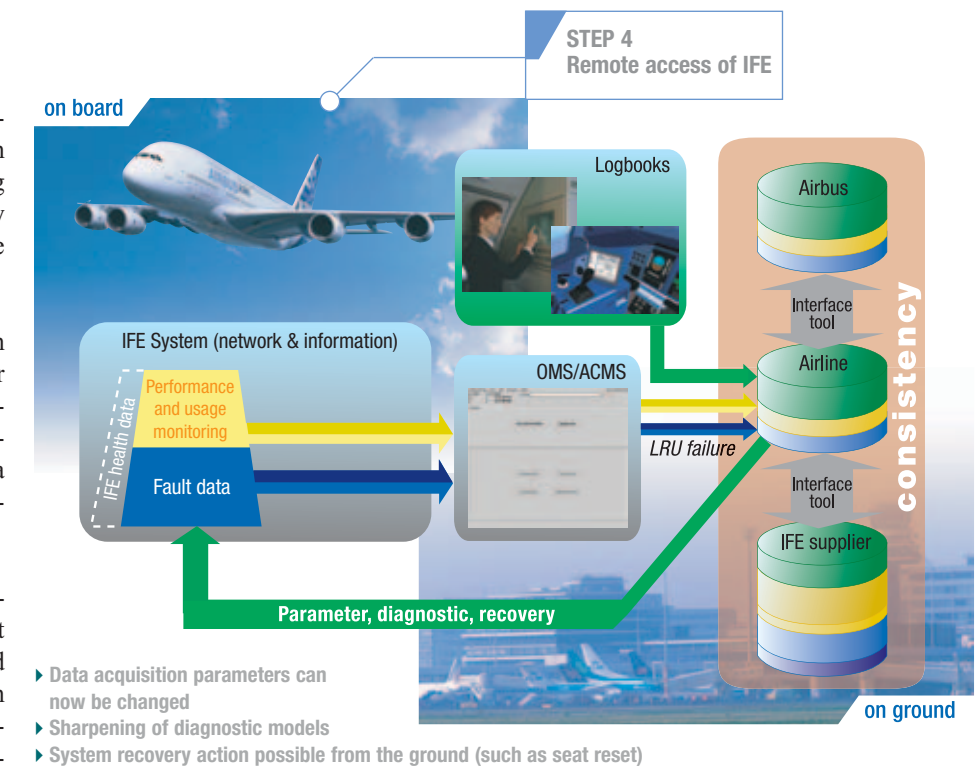 STEP 4
Remote access of IFE
on board
Logbooks
Airbus
Interface
tool
IFE System (network & information)
OMS/ACMS
Airline
Performance
and usage
monitoring
IFE health data
Fault data
LRU failure
consistency
Interface
tool
IFE supplier
Parameter, diagnostic, recovery
Data acquisition parameters can
now be changed
Sharpening of diagnostic models
System recovery action possible from the ground (such as seat reset)
on ground